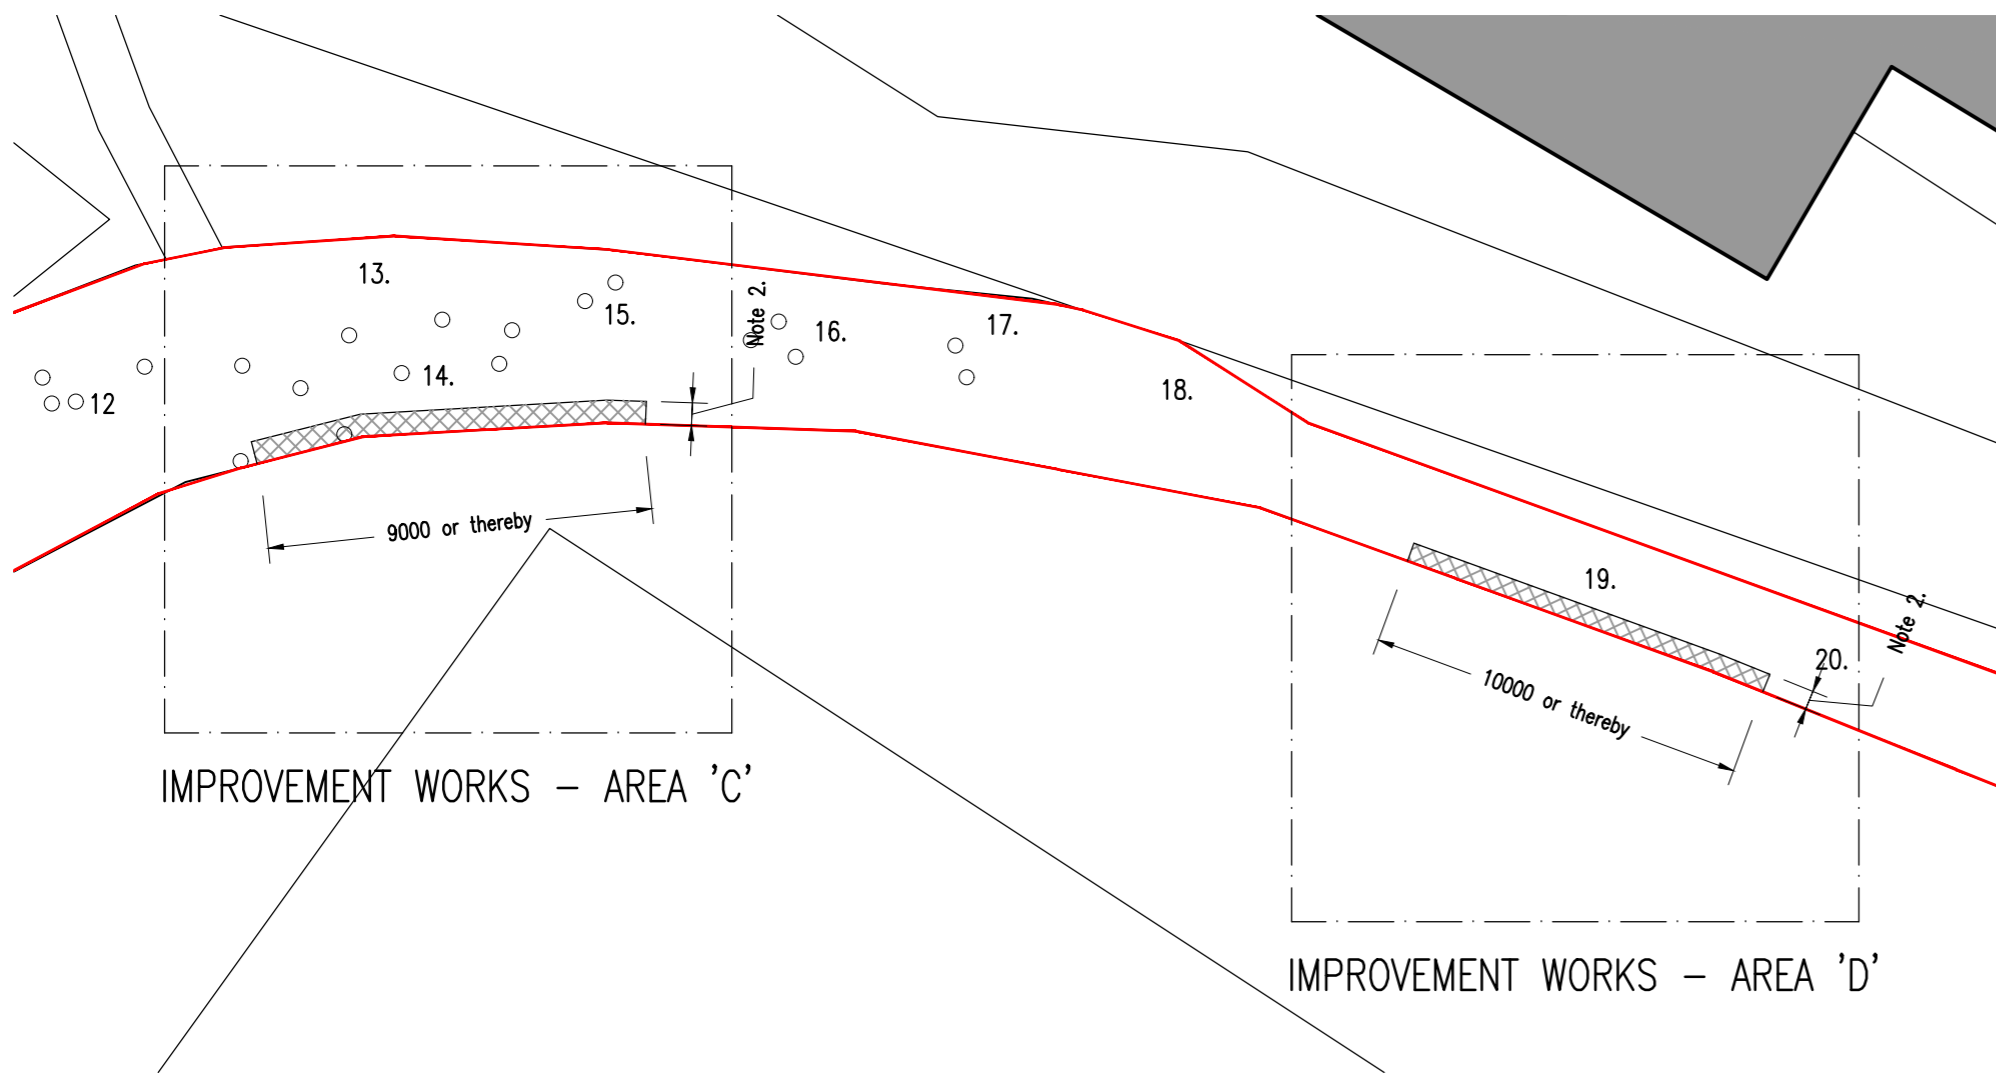 13.
15.
Note 2.
16.
17.
14.
12
18.
9000 or thereby
19.
Note 2.
20.
10000 or thereby
IMPROVEMENT WORKS – AREA 'C'
IMPROVEMENT WORKS – AREA 'D'